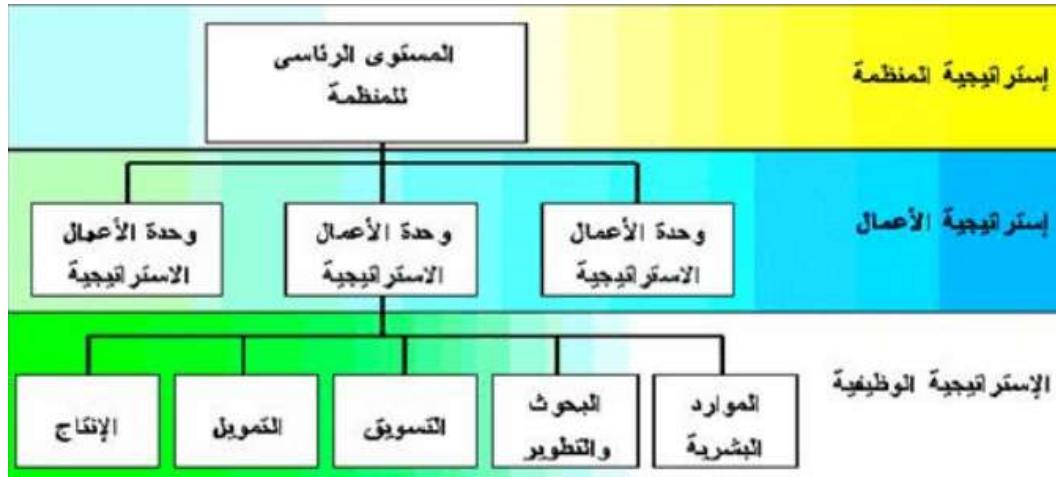 إستراتيجية المنظمة
المستوى الرئاسى
للمنظمة
إستراتيجية الأعمال
وحدة الأعمال
الاستراتيجية
وحدة الأعمال
الاستراتيجية
وحدة الأعمال
الاستراتيجية
الإستراتيجية الوظيفية
الموارد
البشرية
البحوث
والتطوير
التسويق
التمويل
الإنتاج